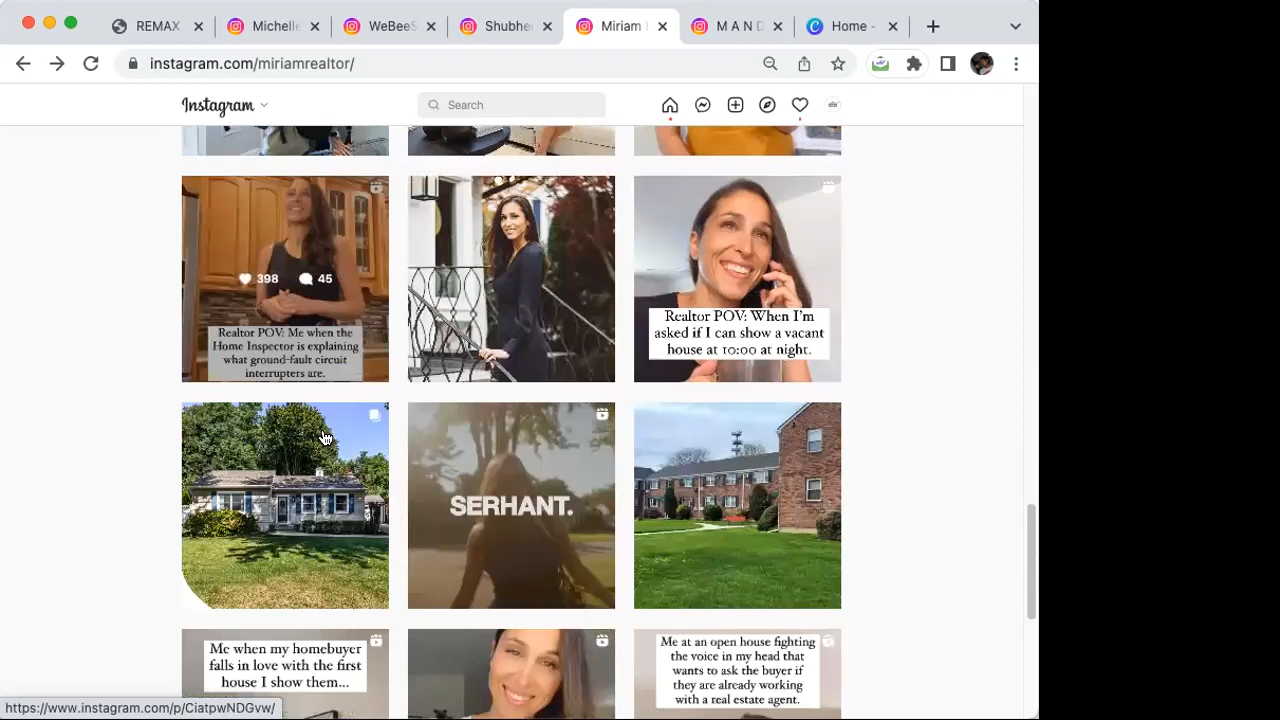 REMAX
Michelle
WeBeeS
Shubhe
Miriam
M A N D
Home -
instagram.com/miriamrealtor/
Instagram
Search
398 45
Realtor POV: Me when the
Home Inspector is explaining
what ground-fault circuit
interrupters are.
Realtor POV: When I'm
asked if I can show a vacant
house at 10:00 at night.
SERHANT.
Me when my homebuyer
falls in love with the first
house I show them...
Me at an open house fighting
the voice in my head that
wants to ask the buyer if
they are already working
with a real estate agent.
https://www.instagram.com/p/CiatpwNDGvw/